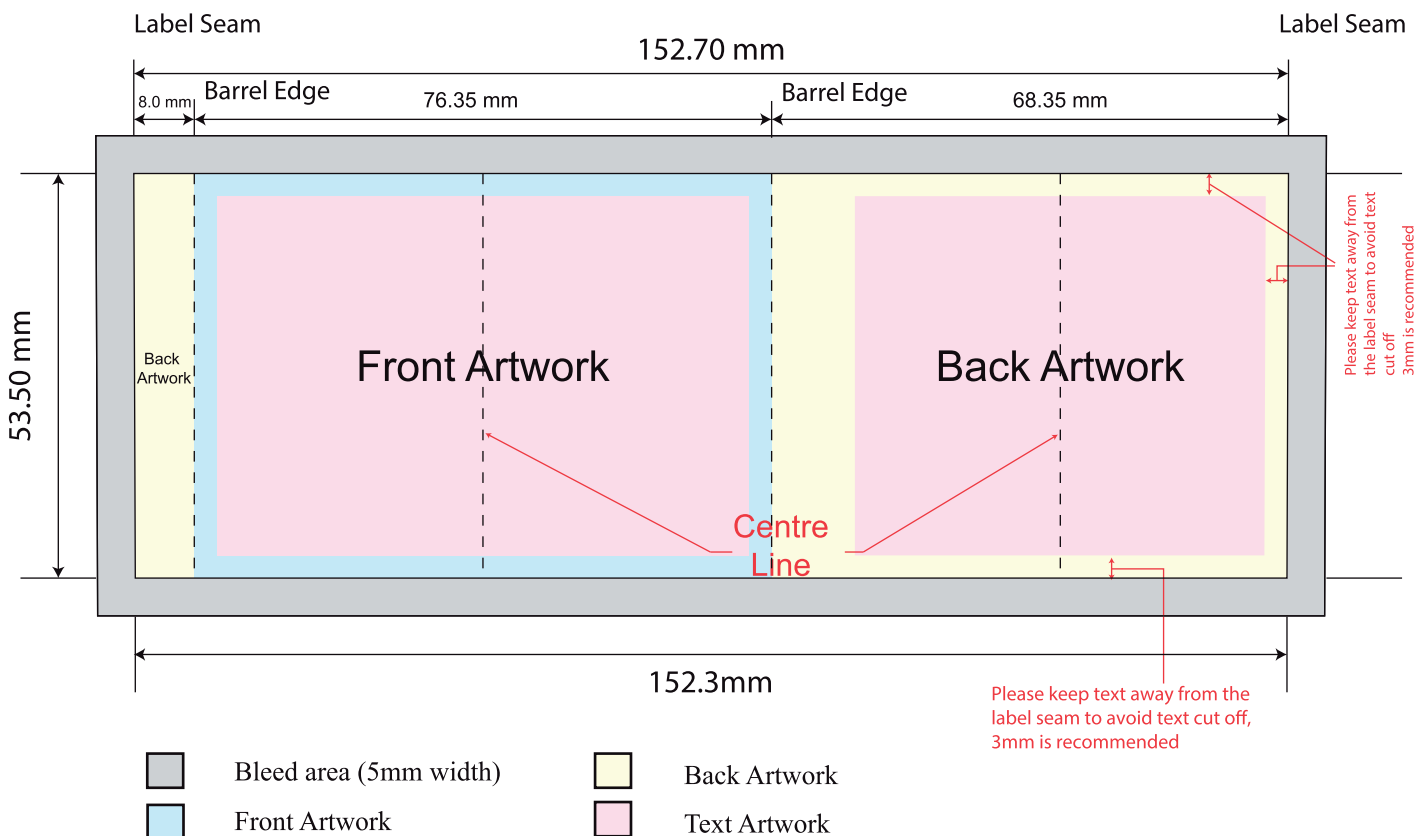 Label Seam
Label Seam
152.70 mm
8.0 mm
Barrel Edge
76.35 mm
Barrel Edge
68.35 mm
Please keep text away from
the label seam to avoid text
cut off
3mm is recommended
53.50 mm
Back
Artwork
Front Artwork
Back Artwork
Centre
Line
152.3mm
Please keep text away from the
label seam to avoid text cut off,
3mm is recommended
Bleed area (5mm width)
Back Artwork
Front Artwork
Text Artwork